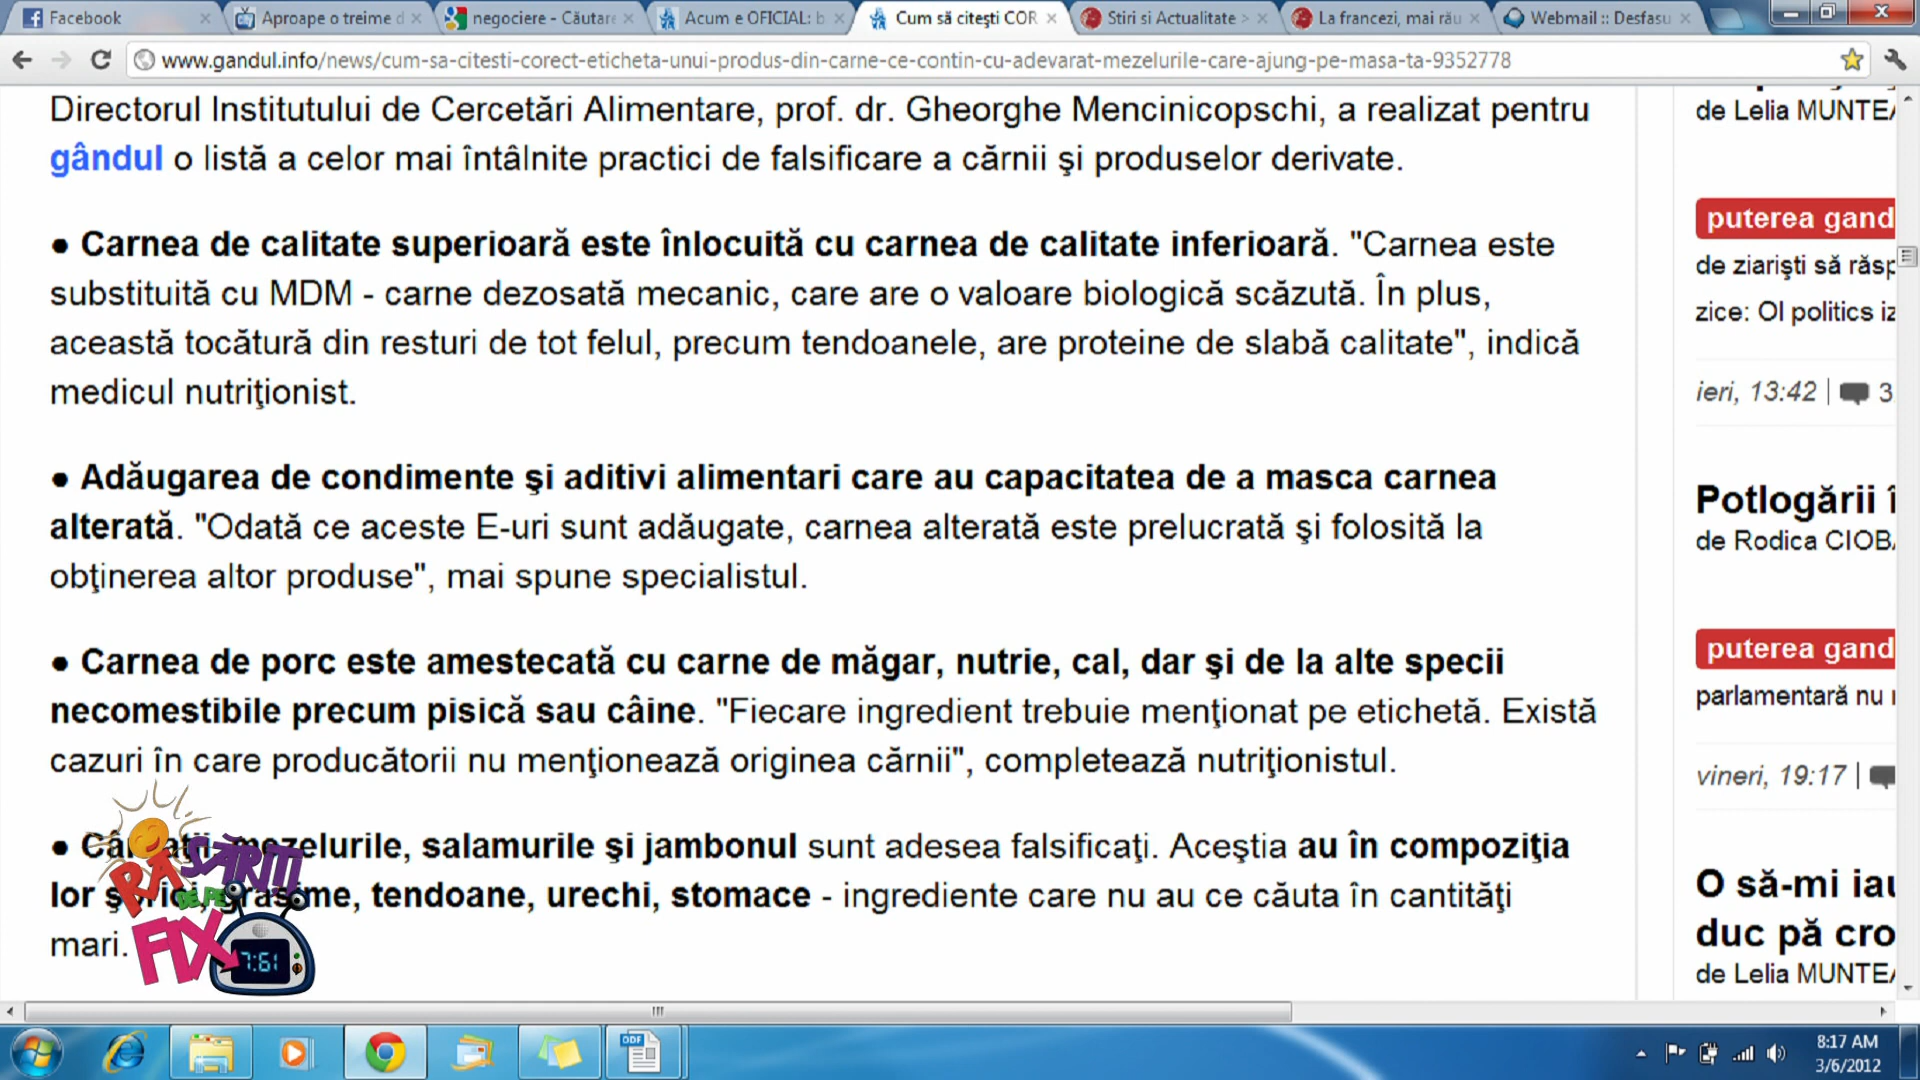 Facebook
Aproape o treime d
negociere - Căutare
Acum e OFICIAL: b
Cum să citeşti COR
Stiri si Actualitate >
La francezi, mai rău
Webmail :: Desfasu
www.gandul.info/news/cum-sa-citesti-corect-eticheta-unui-produs-din-carne-ce-contin-cu-adevarat-mezelurile-care-ajung-pe-masa-ta-9352778
Directorul Institutului de Cercetări Alimentare, prof. dr. Gheorghe Mencinicopschi, a realizat pentru
gândul o listă a celor mai întâlnite practici de falsificare a cărnii şi produselor derivate.
● Carnea de calitate superioară este înlocuită cu carnea de calitate inferioară. "Carnea este
substituită cu MDM - carne dezosată mecanic, care are o valoare biologică scăzută. În plus,
această tocătură din resturi de tot felul, precum tendoanele, are proteine de slabă calitate", indică
medicul nutriţionist.
● Adăugarea de condimente şi aditivi alimentari care au capacitatea de a masca carnea
alterată. "Odată ce aceste E-uri sunt adăugate, carnea alterată este prelucrată şi folosită la
obţinerea altor produse", mai spune specialistul.
● Carnea de porc este amestecată cu carne de măgar, nutrie, cal, dar şi de la alte specii
necomestibile precum pisică sau câine. "Fiecare ingredient trebuie menţionat pe etichetă. Există
cazuri în care producătorii nu menţionează originea cărnii", completează nutriţionistul.
● mezelurile, salamurile şi jambonul sunt adesea falsificaţi. Aceştia au în compoziţia
lor tendoane, urechi, stomace - ingrediente care nu au ce căuta în cantităţi
mari.
RĂSĂRIŢI
DE PE
FIX
7:61
de Lelia MUNTEA
puterea gand
de ziarişti să răsp
zice: Ol politics iz
ieri, 13:42 | 3
Potlogării î
de Rodica CIOBA
puterea gand
parlamentară nu
vineri, 19:17 |
O să-mi iau
duc pă cro
de Lelia MUNTEA
ODF
8:17 AM
3/6/2012